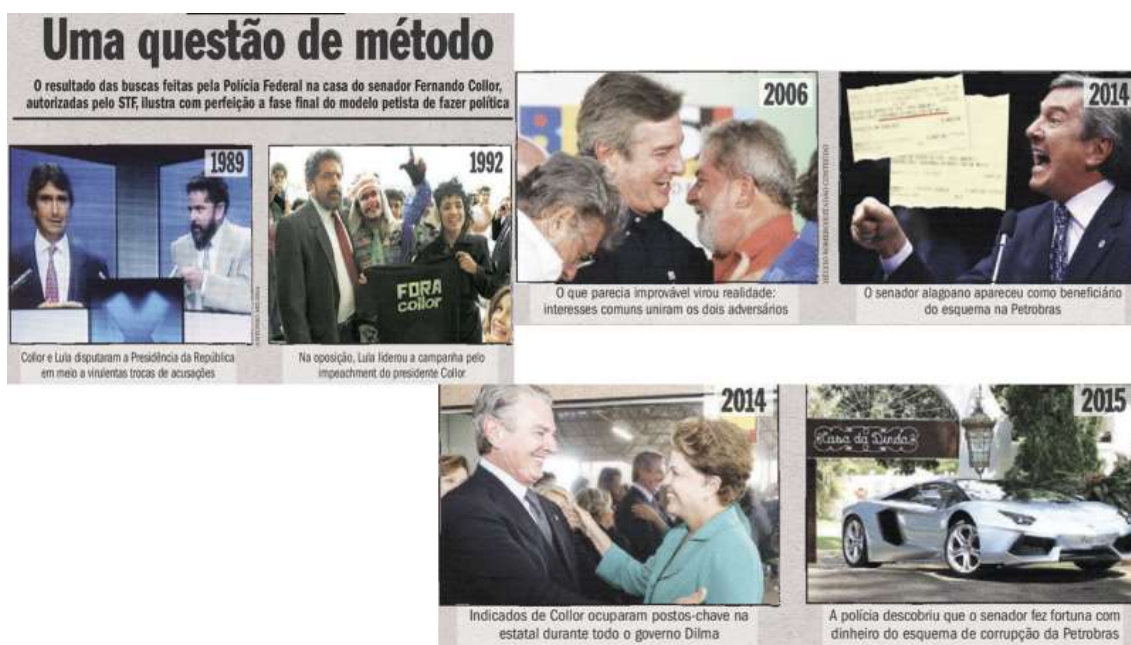 Uma questão de método
O resultado das buscas feitas pela Polícia Federal na casa do senador Fernando Collor,
autorizadas pelo STF, ilustra com perfeição a fase final do modelo petista de fazer política
1989
Collor e Lula disputaram a Presidência da República
em meio a virulentas trocas de acusações
1992
FORA
collor
Na oposição, Lula liderou a campanha pelo
impeachment do presidente Collor
2006
O que parecia improvável virou realidade:
interesses comuns uniram os dois adversários
2014
O senador alagoano apareceu como beneficiário
do esquema na Petrobras
2014
Indicados de Collor ocuparam postos-chave na
estatal durante todo o governo Dilma
2015
Casa da Dinda
A polícia descobriu que o senador fez fortuna com
dinheiro do esquema de corrupção da Petrobras